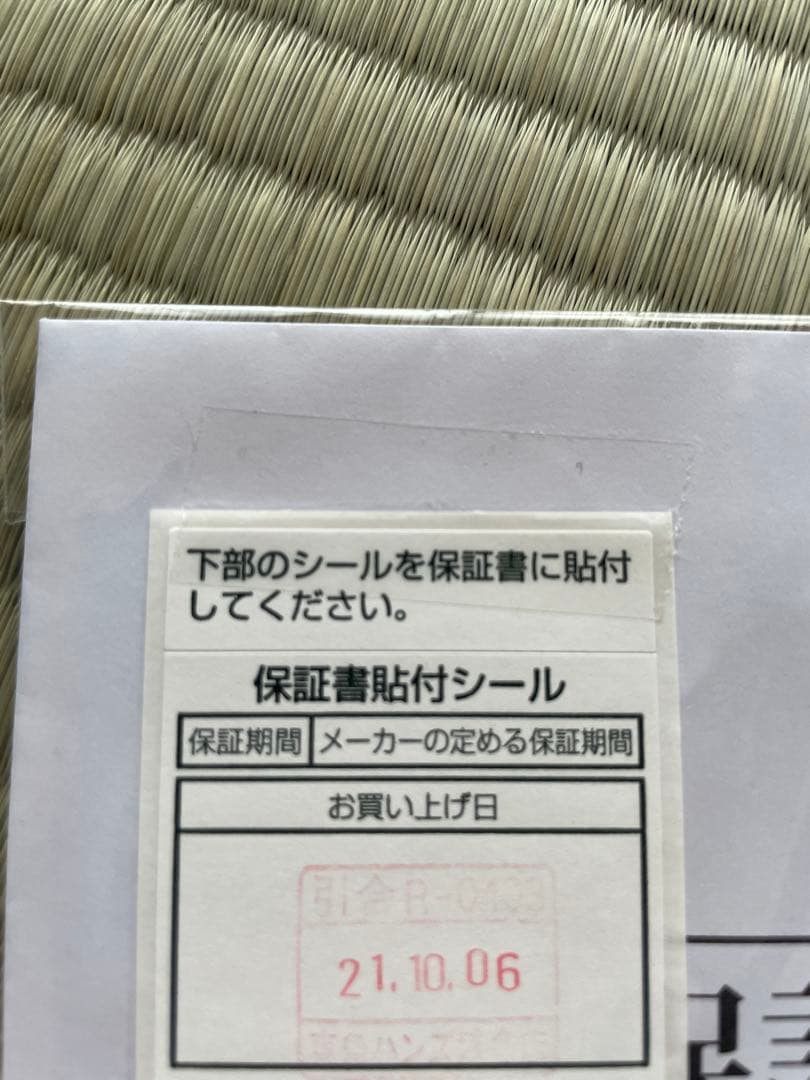 下部のシールを保証書に貼付
してください。
保証書貼付シール
保証期間 メーカーの定める保証期間
お買い上げ日
21.10.06